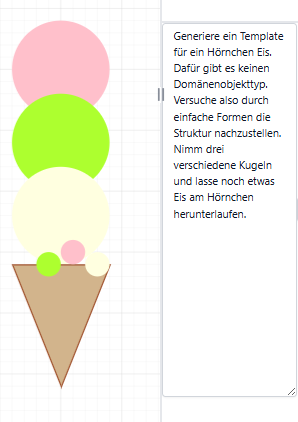 Generiere ein Template
für ein Hörnchen Eis.
Dafür gibt es keinen
Domänenobjekttyp.
Versuche also durch
einfache Formen die
Struktur nachzustellen.
Nimm drei
verschiedene Kugeln
und lasse noch etwas
Eis am Hörnchen
herunterlaufen.